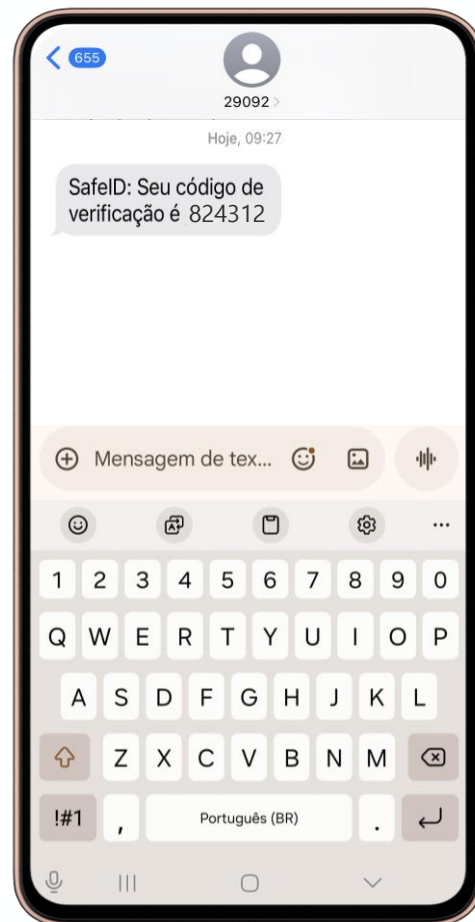 655
29092 >
Hoje, 09:27
SafeID: Seu código de
verificação é 824312
Mensagem de tex...
1 2 3 4 5 6 7 8 9 0
Q W E R T Y U I O P
A S D F G H J K L
Z X C V B N M
!#1 , Português (BR) .